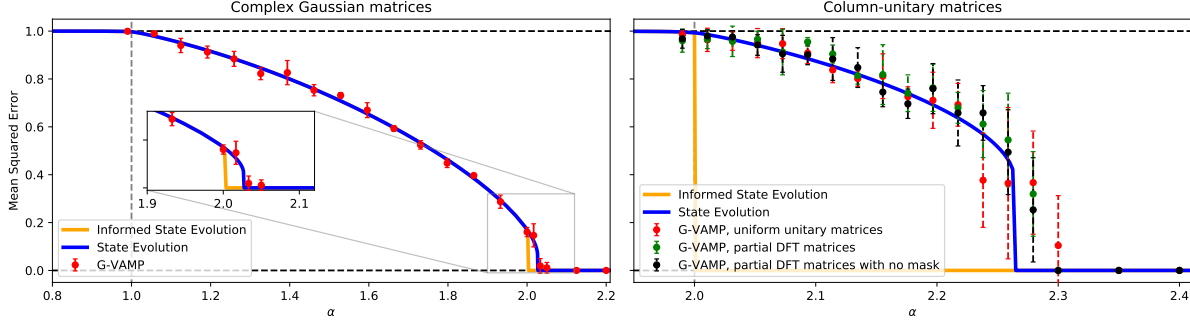 Complex Gaussian matrices
Mean Squared Error
1.0
0.8
0.6
0.4
0.2
0.0
1.9
2.0
2.1
Informed State Evolution
State Evolution
G-VAMP
0.8
1.0
1.2
1.4
1.6
1.8
2.0
2.2
α
Column-unitary matrices
Informed State Evolution
State Evolution
G-VAMP, uniform unitary matrices
G-VAMP, partial DFT matrices
G-VAMP, partial DFT matrices with no mask
2.0
2.1
2.2
2.3
2.4
α